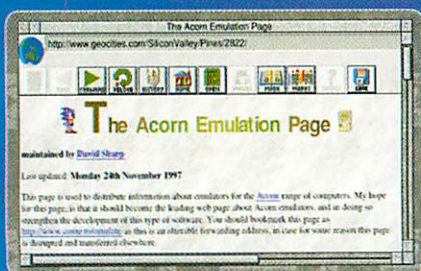 The Acorn Emulation Page
http://www.geocities.com/SiliconValley/Pines/2822/
FORWARD RELOAD HISTORY HOME OPEN
The Acorn Emulation Page
maintained by David Sharp
Last updated: Monday 24th November 1997
This page is used to distribute information about emulators for the Acorn range of computers. My hope
for this page, is that it should become the leading web page about Acorn emulators, and in doing so
strengthen the development of this type of software. You should bookmark this page as
as this is an alterable forwarding address, in case for some reason this page
is disrupted and transferred elsewhere.